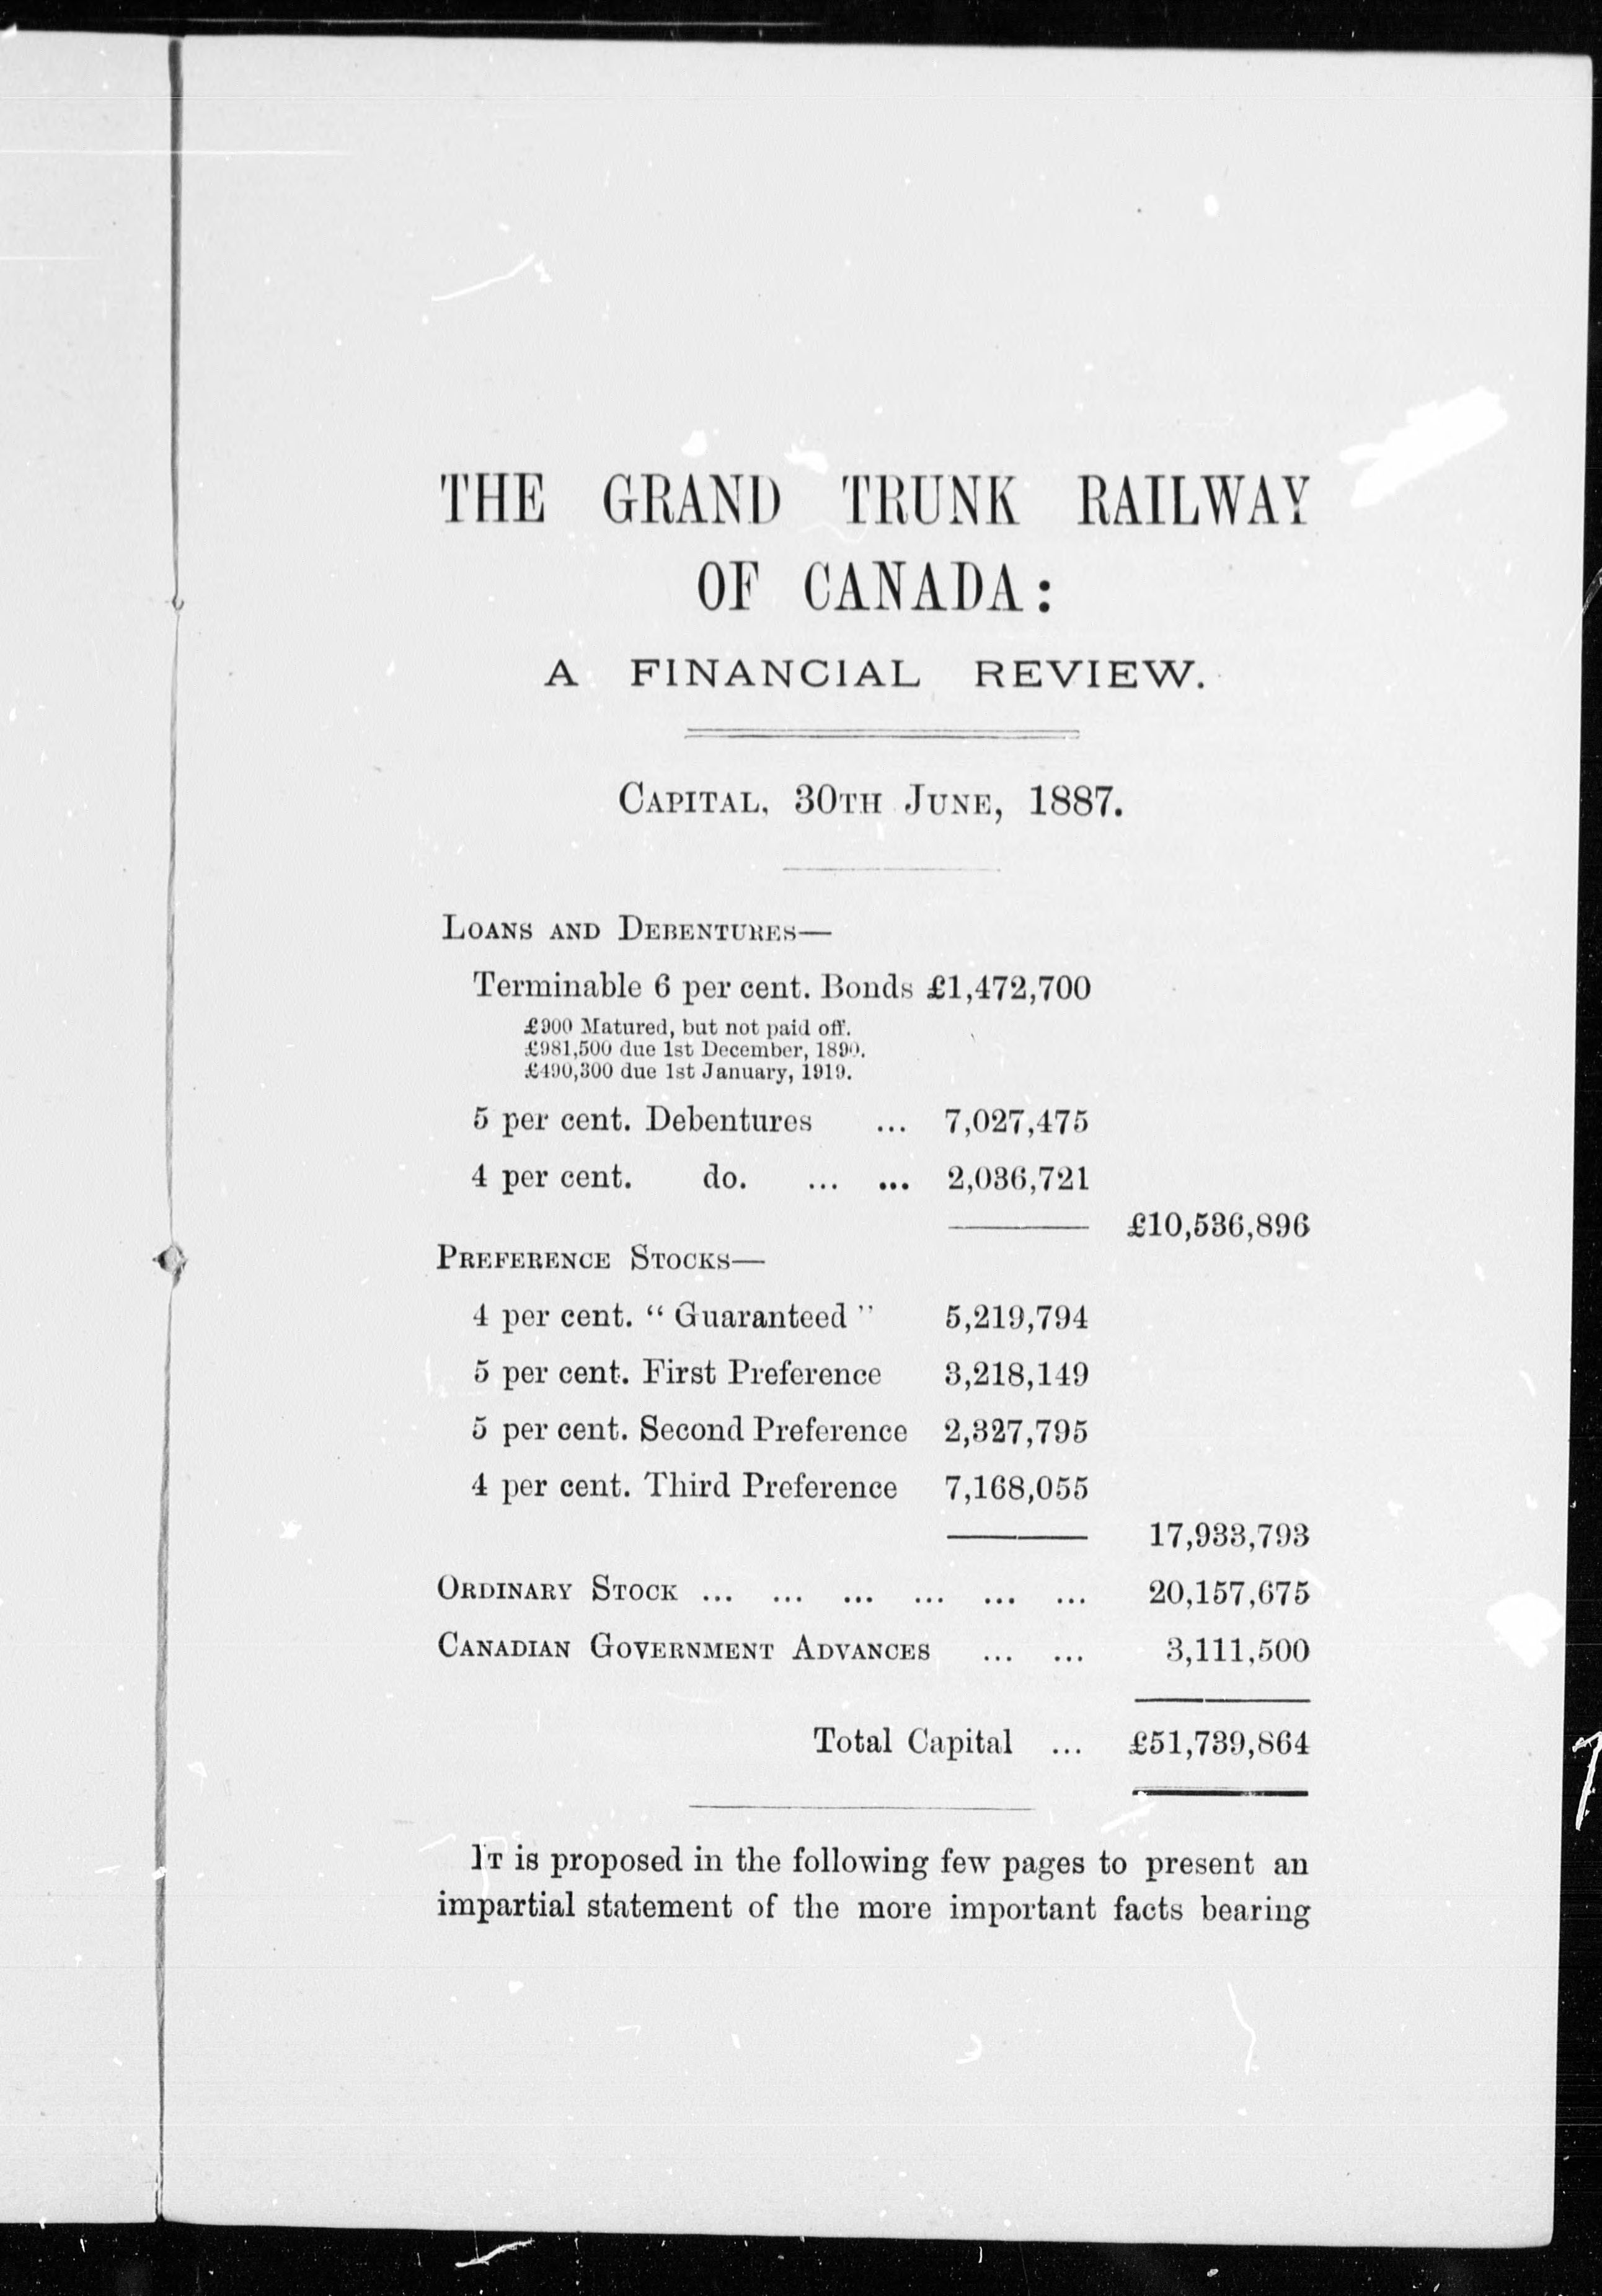 THE GRAND TRUNK RAILWAY
OF CANADA:
A FINANCIAL REVIEW.
CAPITAL, 30TH JUNE, 1887.
LOANS AND DEBENTURES—
Terminable 6 per cent. Bonds £1,472,700
£900 Matured, but not paid off.
£981,500 due 1st December, 1890.
£490,300 due 1st January, 1919.
5 per cent. Debentures ... 7,027,475
4 per cent. do. ... ... 2,036,721
£10,536,896
PREFERENCE STOCKS—
4 per cent. “ Guaranteed ” 5,219,794
5 per cent. First Preference 3,218,149
5 per cent. Second Preference 2,327,795
4 per cent. Third Preference 7,168,055
17,933,793
ORDINARY STOCK ... ... ... ... ... ... 20,157,675
CANADIAN GOVERNMENT ADVANCES ... ... 3,111,500
Total Capital ... £51,739,864
IT is proposed in the following few pages to present an
impartial statement of the more important facts bearing